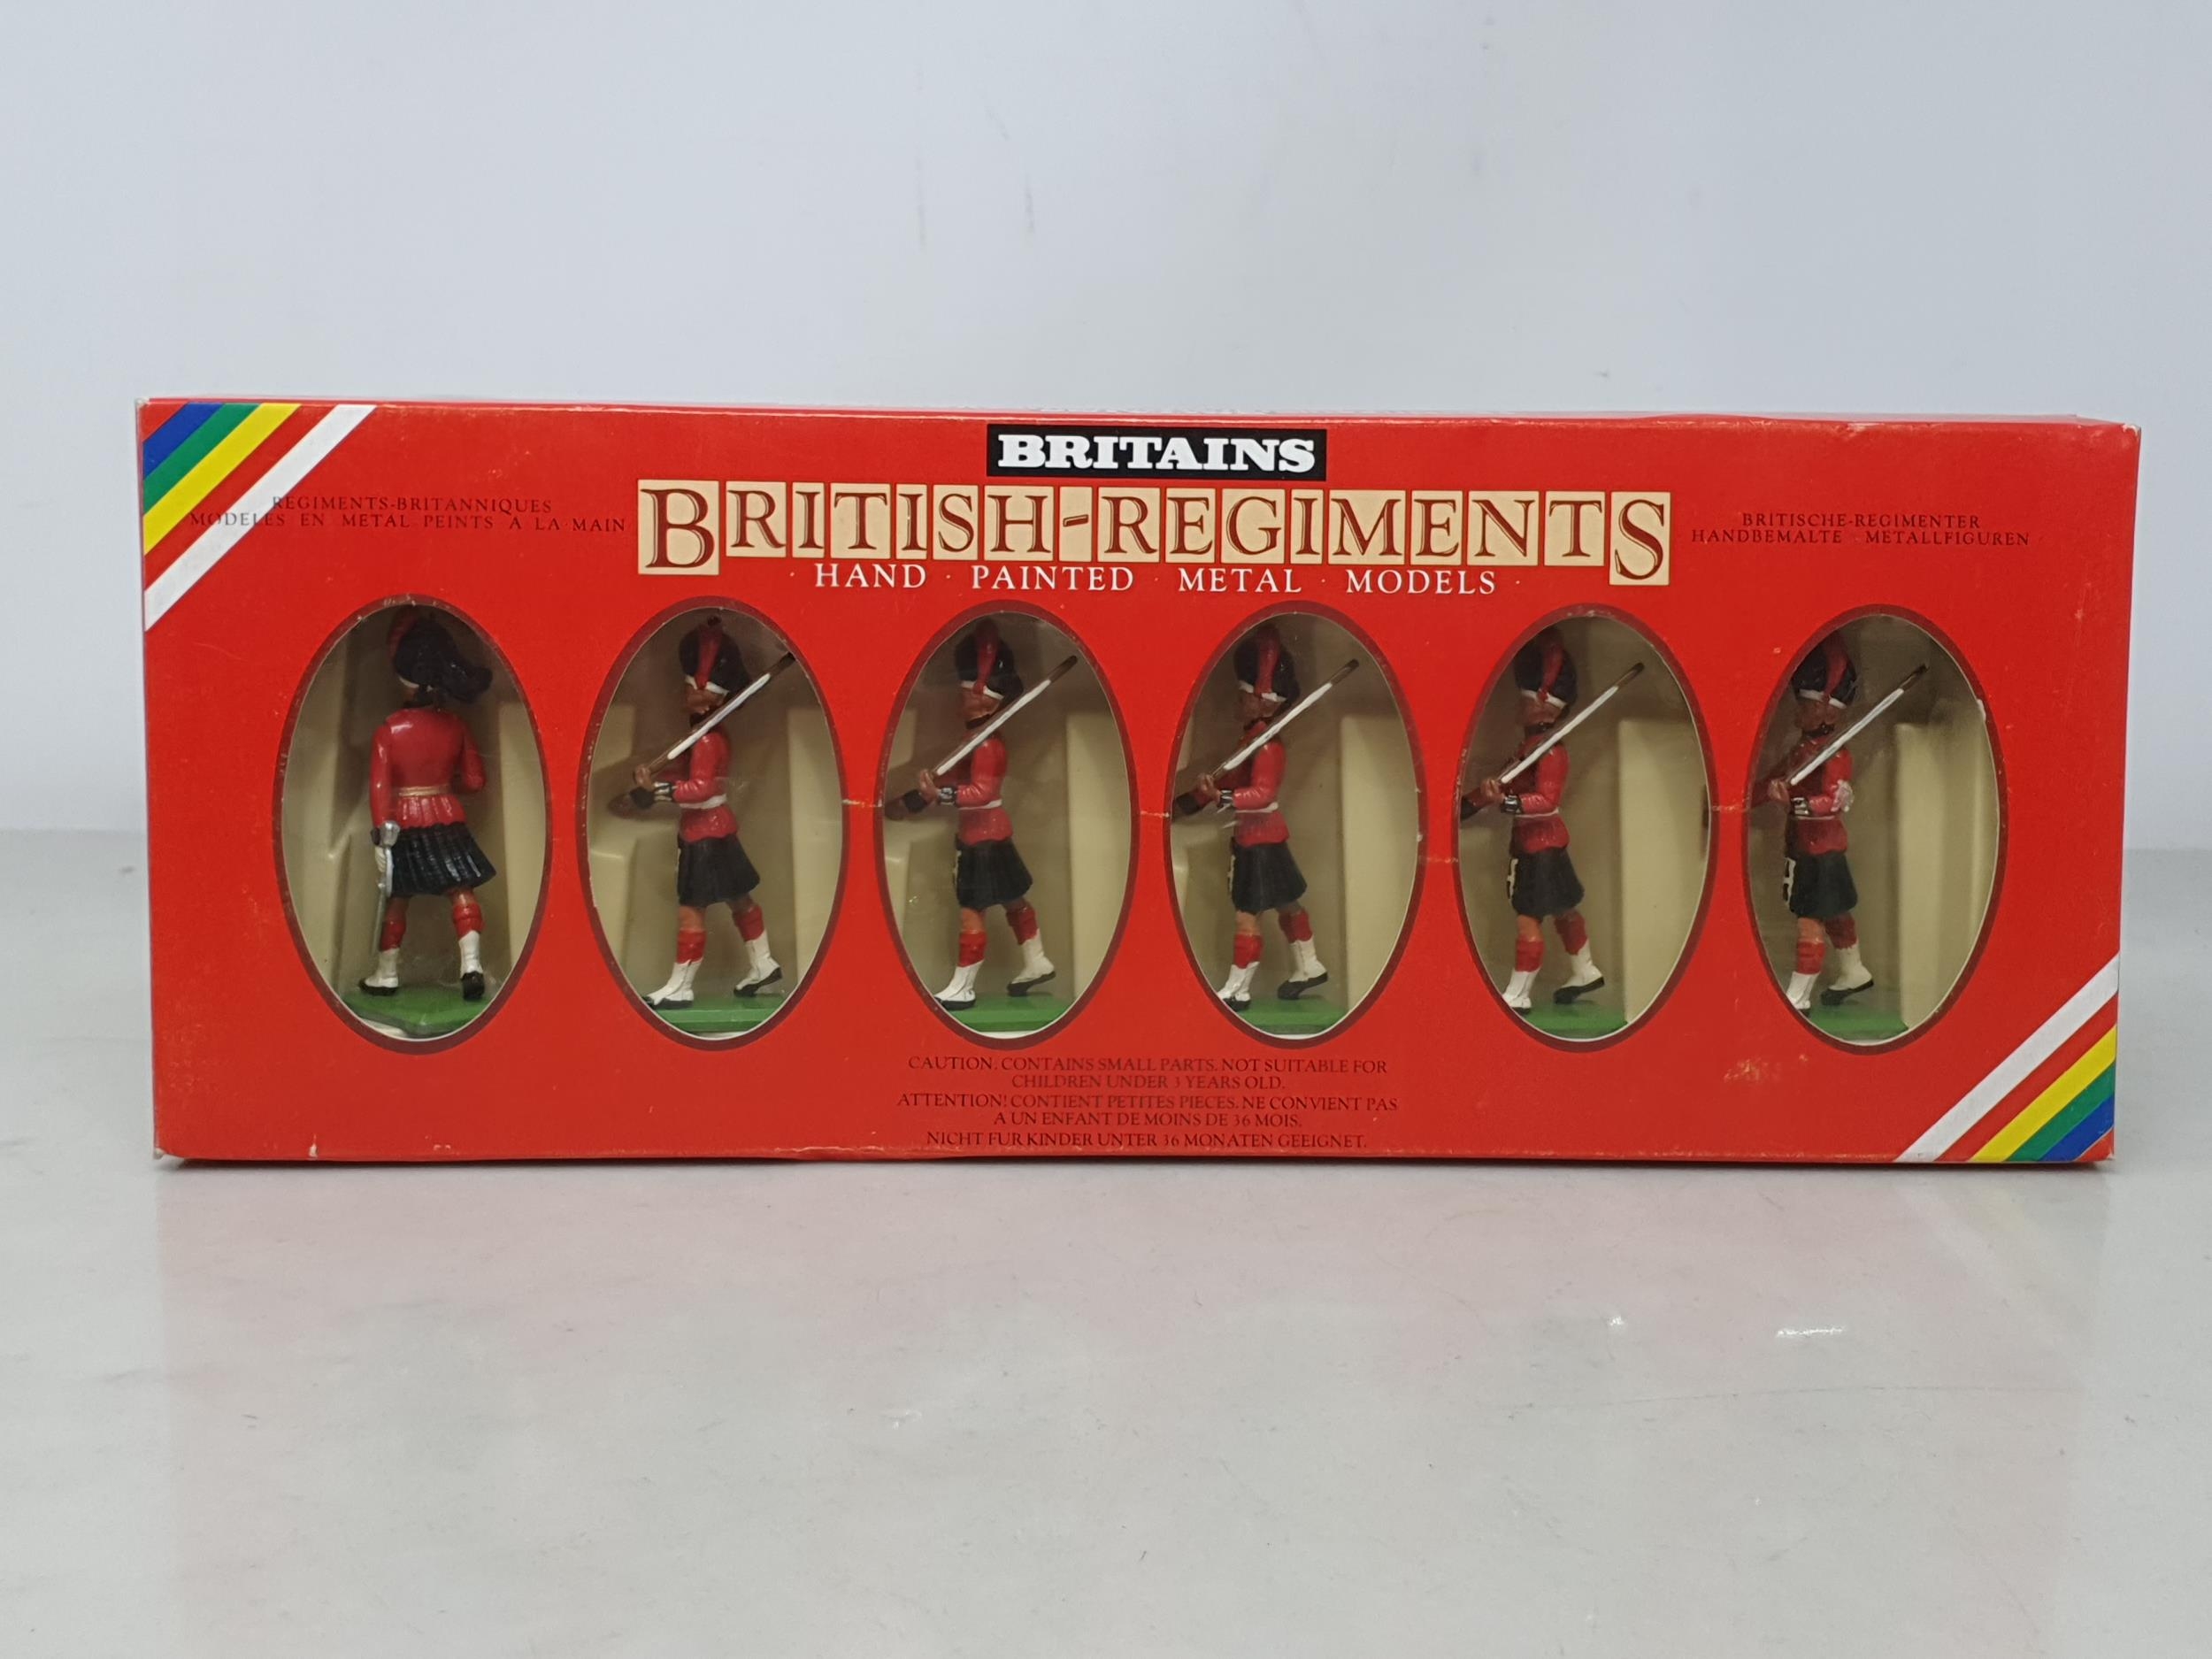 BRITAINS
REGIMENTS-BRITANNIQUES
MODELES EN METAL PEINTS A LA MAIN
BRITISH-REGIMENTS
· HAND · PAINTED · METAL · MODELS ·
BRITISCHE-REGIMENTER
HANDBEMALTE · METALLFIGUREN ·
CAUTION. CONTAINS SMALL PARTS. NOT SUITABLE FOR
CHILDREN UNDER 3 YEARS OLD.
ATTENTION! CONTIENT PETITES PIECES. NE CONVIENT PAS
A UN ENFANT DE MOINS DE 36 MOIS.
NICHT FUR KINDER UNTER 36 MONATEN GEEIGNET.